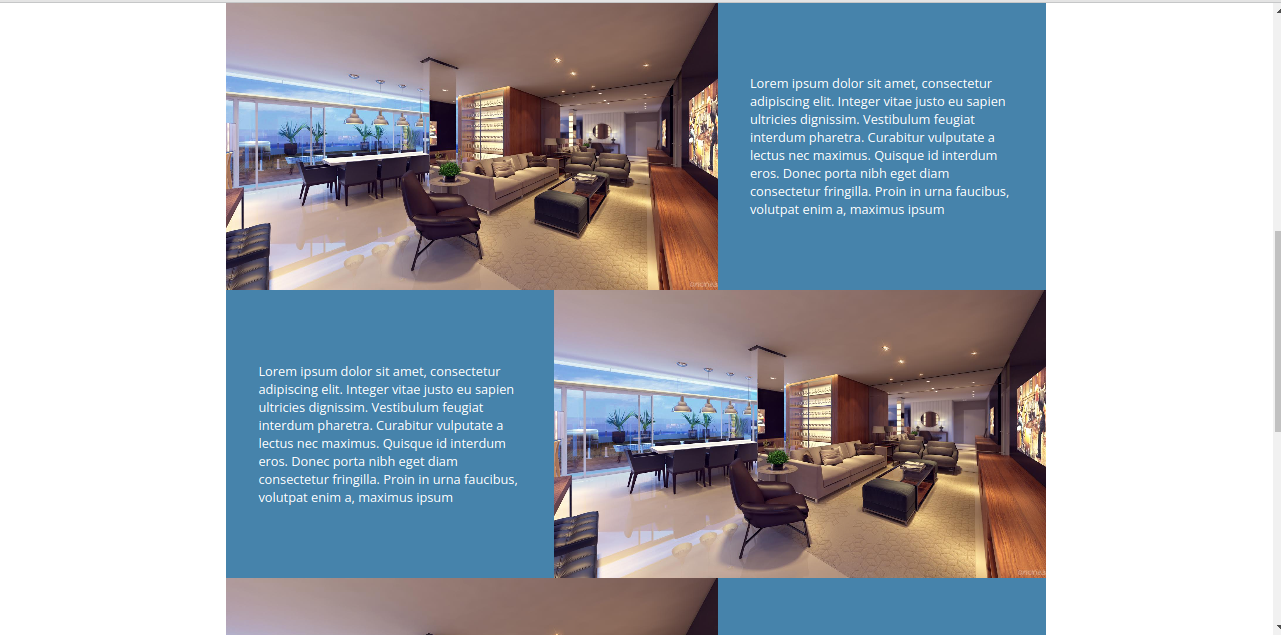 Lorem ipsum dolor sit amet, consectetur
adipiscing elit. Integer vitae justo eu sapien
ultricies dignissim. Vestibulum feugiat
interdum pharetra. Curabitur vulputate a
lectus nec maximus. Quisque id interdum
eros. Donec porta nibh eget diam
consectetur fringilla. Proin in urna faucibus,
volutpat enim a, maximus ipsum
Lorem ipsum dolor sit amet, consectetur
adipiscing elit. Integer vitae justo eu sapien
ultricies dignissim. Vestibulum feugiat
interdum pharetra. Curabitur vulputate a
lectus nec maximus. Quisque id interdum
eros. Donec porta nibh eget diam
consectetur fringilla. Proin in urna faucibus,
volutpat enim a, maximus ipsum